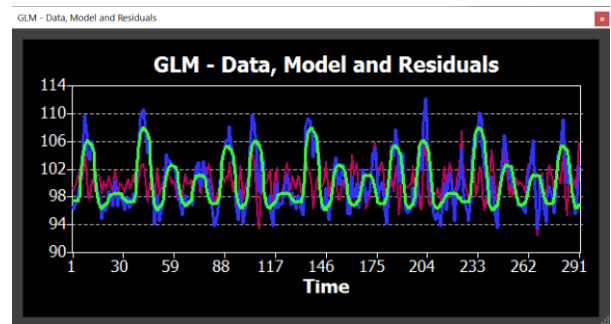 GLM - Data, Model and Residuals
GLM - Data, Model and Residuals
114
110
106
102
98
94
90
1 30 59 88 117 146 175 204 233 262 291
Time